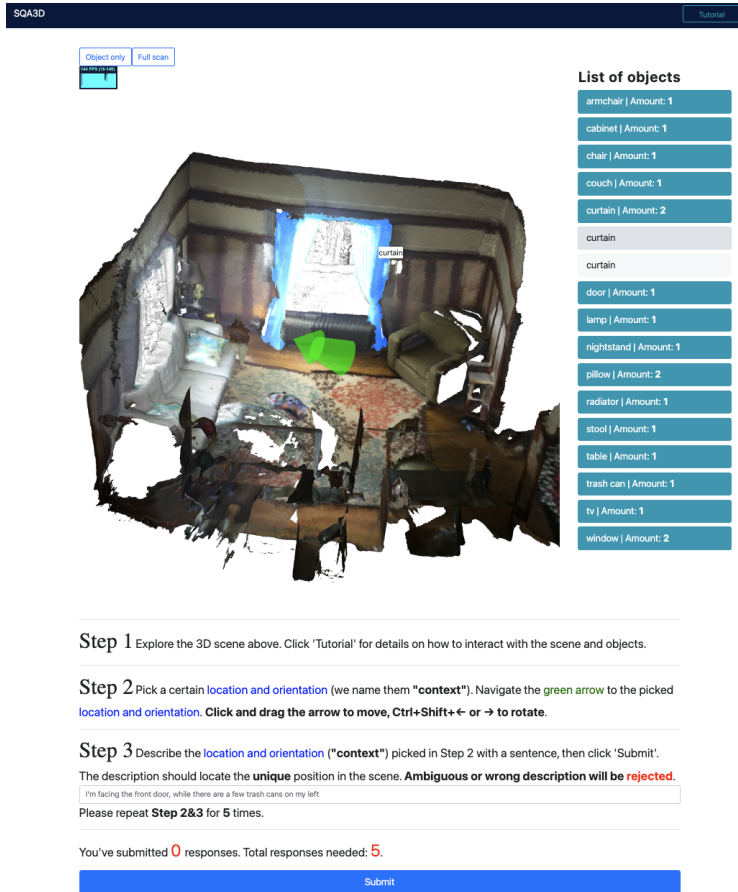 SQA3D
Tutorial
Object only Full scan
List of objects
armchair | Amount: 1
cabinet | Amount: 1
chair | Amount: 1
couch | Amount: 1
curtain | Amount: 2
curtain
curtain
curtain
door | Amount: 1
lamp | Amount: 1
nightstand | Amount: 1
pillow | Amount: 2
radiator | Amount: 1
stool | Amount: 1
table | Amount: 1
trash can | Amount: 1
tv | Amount: 1
window | Amount: 2
Step 1 Explore the 3D scene above. Click 'Tutorial' for details on how to interact with the scene and objects.
Step 2 Pick a certain location and orientation (we name them "context"). Navigate the green arrow to the picked
location and orientation. Click and drag the arrow to move, Ctrl+Shift+← or → to rotate.
Step 3 Describe the location and orientation ("context") picked in Step 2 with a sentence, then click 'Submit'.
The description should locate the unique position in the scene. Ambiguous or wrong description will be rejected.
I'm facing the front door, while there are a few trash cans on my left
Please repeat Step 2&3 for 5 times.
You've submitted 0 responses. Total responses needed: 5.
Submit